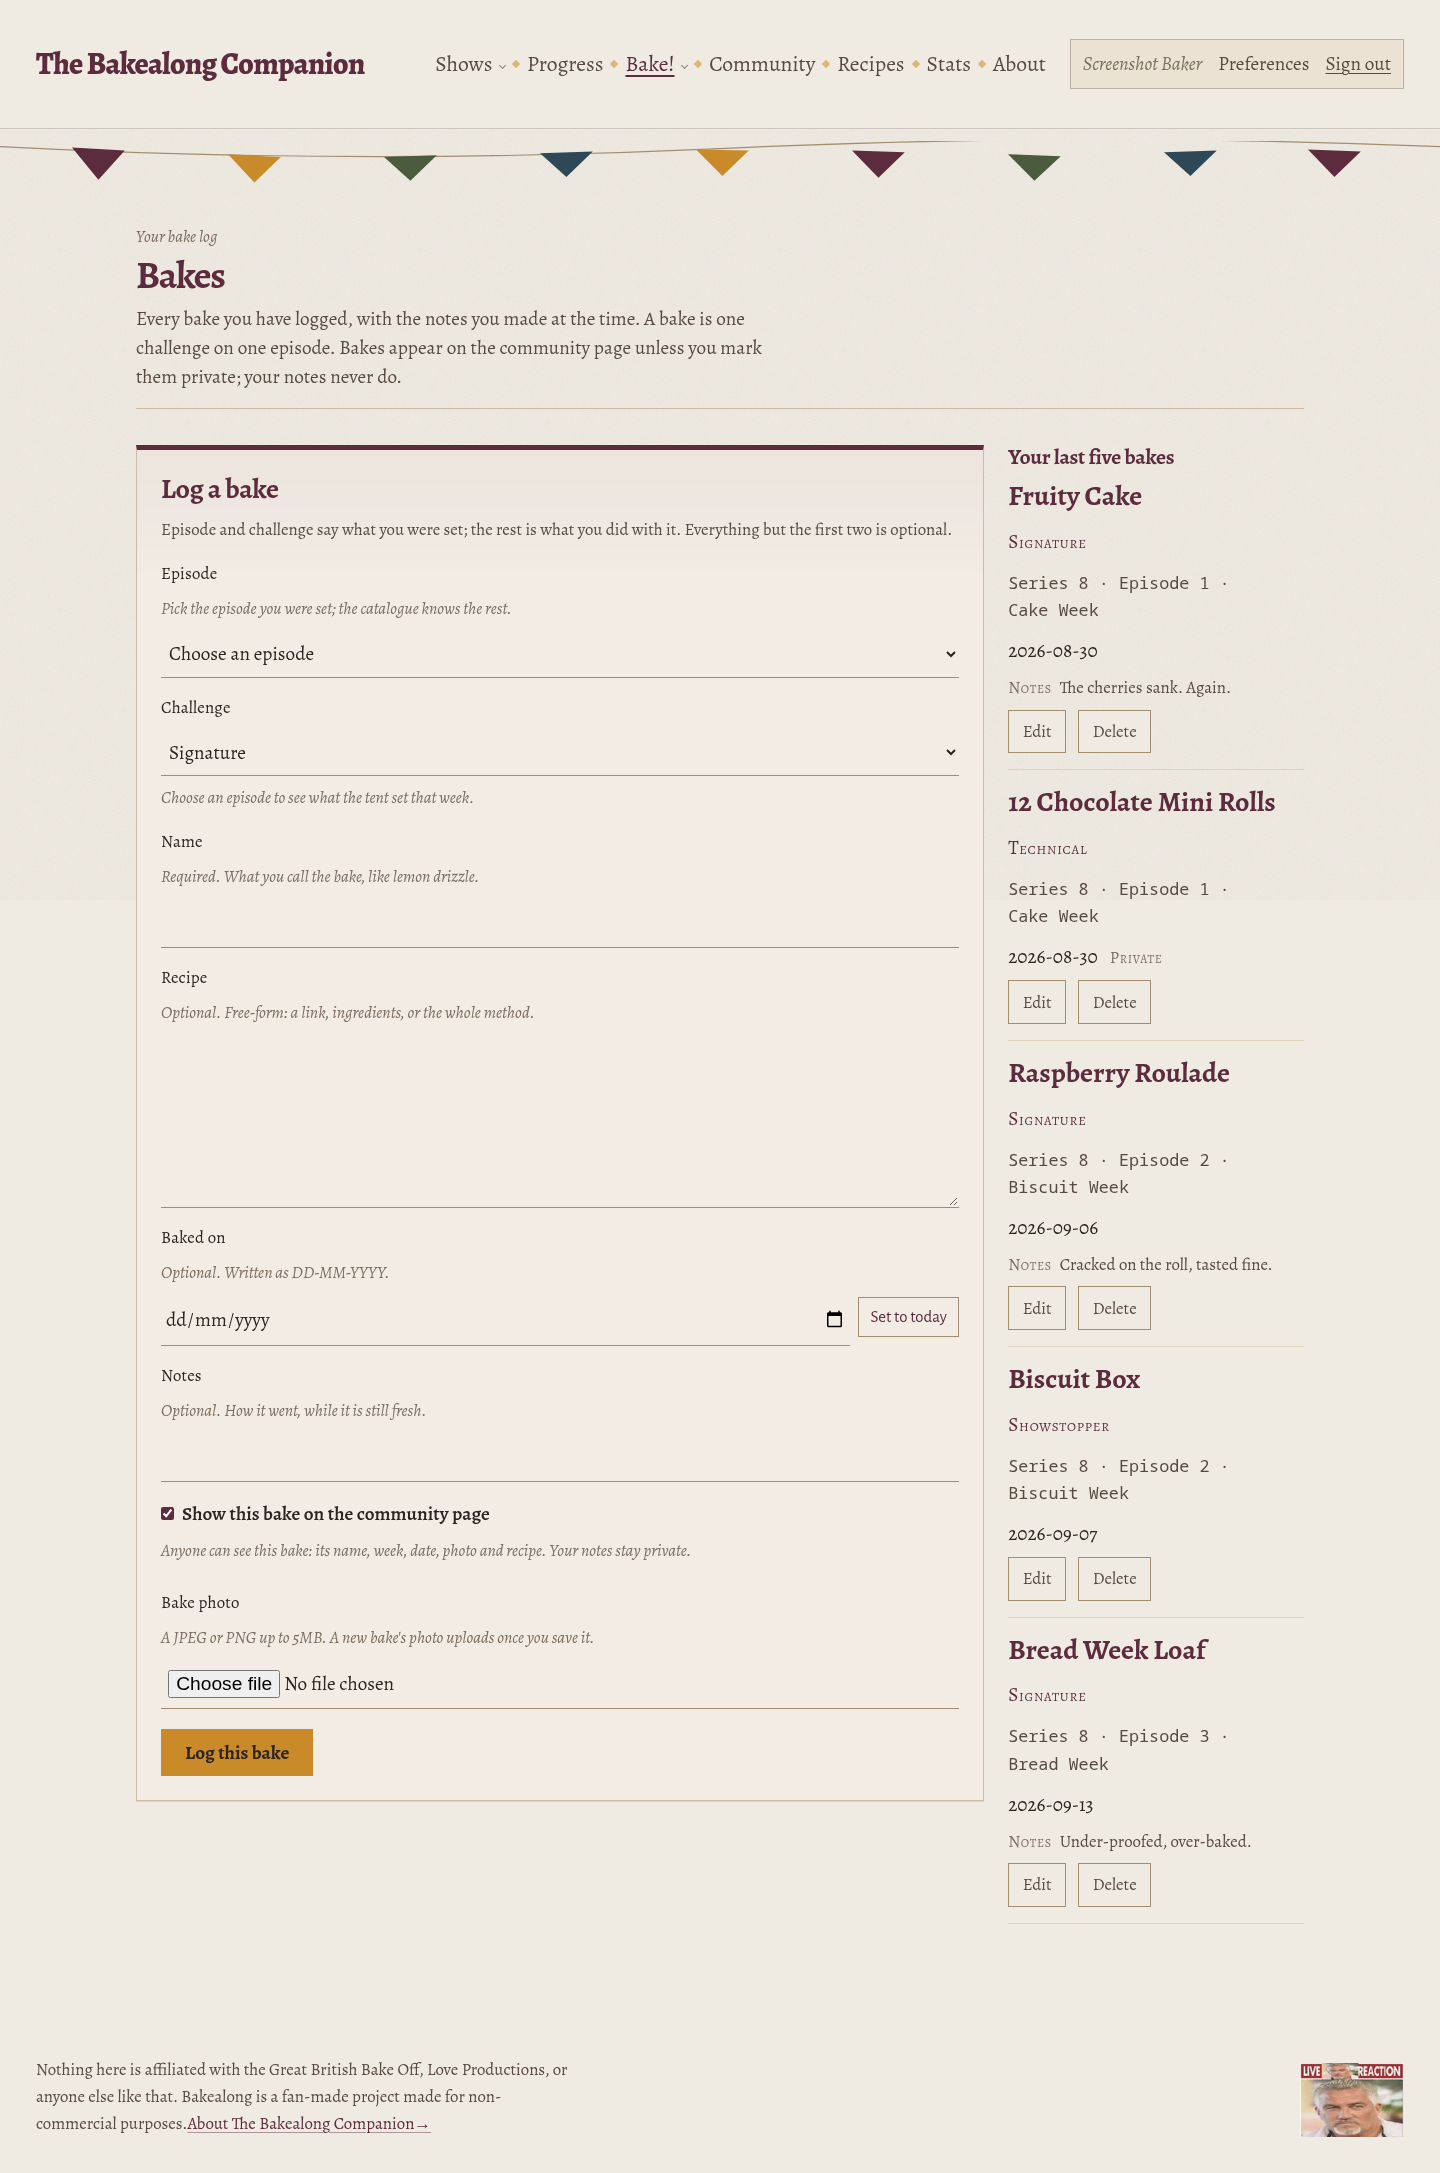 The Bakealong Companion
Shows
Progress
Bake!
Community
Recipes
Stats
About
Screenshot Baker
Preferences
Sign out
Your bake log
Bakes
Every bake you have logged, with the notes you made at the time. A bake is one
challenge on one episode. Bakes appear on the community page unless you mark
them private; your notes never do.
Log a bake
Episode and challenge say what you were set; the rest is what you did with it. Everything but the first two is optional.
Episode
Pick the episode you were set; the catalogue knows the rest.
Choose an episode
Challenge
Signature
Choose an episode to see what the tent set that week.
Name
Required. What you call the bake, like lemon drizzle.
Recipe
Optional. Free-form: a link, ingredients, or the whole method.
Baked on
Optional. Written as DD-MM-YYYY.
dd/mm/yyyy
Set to today
Notes
Optional. How it went, while it is still fresh.
Show this bake on the community page
Anyone can see this bake: its name, week, date, photo and recipe. Your notes stay private.
Bake photo
A JPEG or PNG up to 5MB. A new bake's photo uploads once you save it.
Choose file No file chosen
Log this bake
Your last five bakes
Fruity Cake
Signature
Series 8 · Episode 1 ·
Cake Week
2026-08-30
Notes The cherries sank. Again.
Edit
Delete
12 Chocolate Mini Rolls
Technical
Series 8 · Episode 1 ·
Cake Week
2026-08-30 Private
Edit
Delete
Raspberry Roulade
Signature
Series 8 · Episode 2 ·
Biscuit Week
2026-09-06
Notes Cracked on the roll, tasted fine.
Edit
Delete
Biscuit Box
Showstopper
Series 8 · Episode 2 ·
Biscuit Week
2026-09-07
Edit
Delete
Bread Week Loaf
Signature
Series 8 · Episode 3 ·
Bread Week
2026-09-13
Notes Under-proofed, over-baked.
Edit
Delete
Nothing here is affiliated with the Great British Bake Off, Love Productions, or
anyone else like that. Bakealong is a fan-made project made for non-
commercial purposes.About The Bakealong Companion→
LIVE REACTION